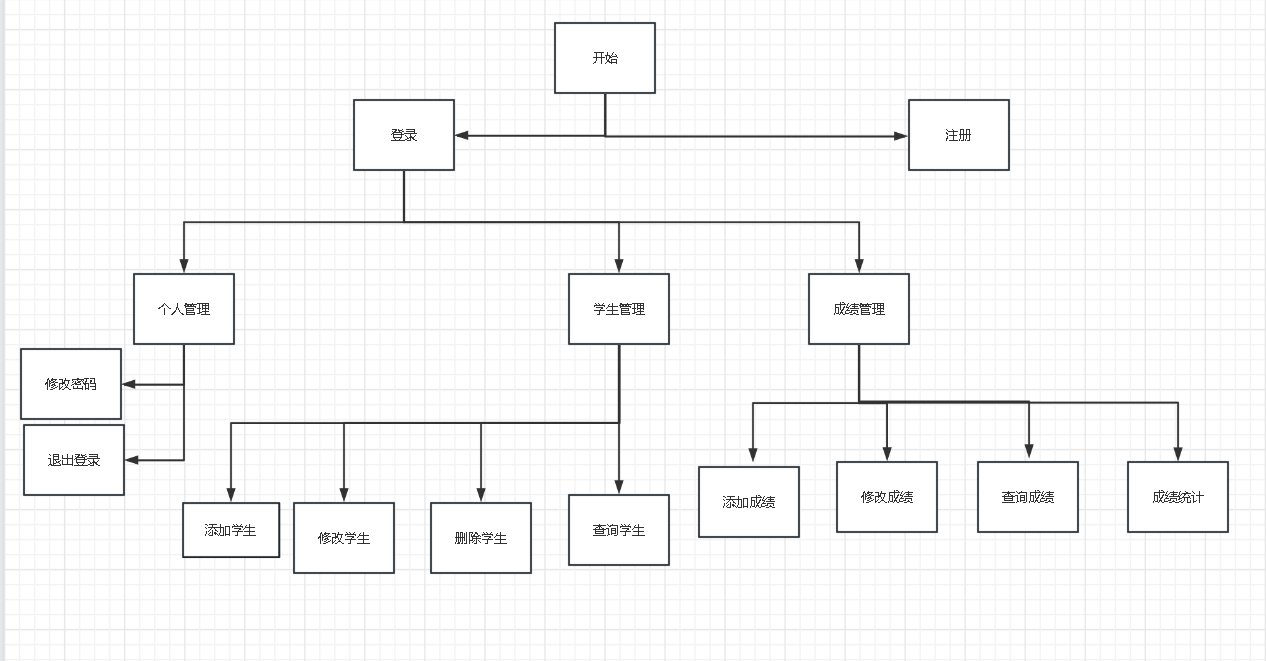 开始
登录
注册
个人管理
学生管理
成绩管理
修改密码
退出登录
添加学生
修改学生
删除学生
查询学生
添加成绩
修改成绩
查询成绩
成绩统计